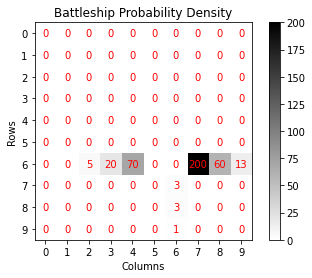 Battleship Probability Density
0 0 0 0 0 0 0 0 0 0 0
1 0 0 0 0 0 0 0 0 0 0
2 0 0 0 0 0 0 0 0 0 0
3 0 0 0 0 0 0 0 0 0 0
4 0 0 0 0 0 0 0 0 0 0
5 0 0 0 0 0 0 0 0 0 0
6 0 0 5 20 70 0 0 200 60 13
7 0 0 0 0 0 0 3 0 0 0
8 0 0 0 0 0 0 3 0 0 0
9 0 0 0 0 0 0 1 0 0 0
0 1 2 3 4 5 6 7 8 9
Rows
Columns
200
175
150
125
100
75
50
25
0